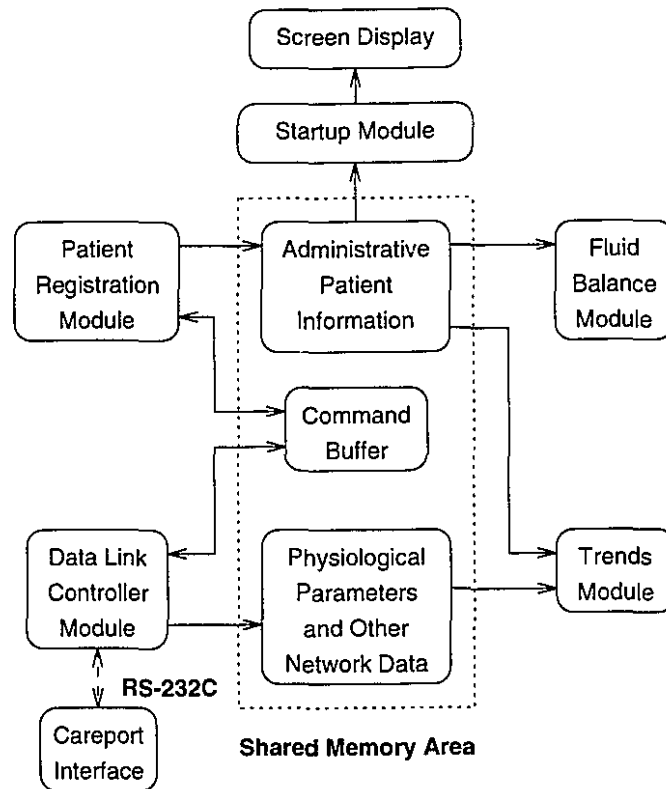 Screen Display
Startup Module
Patient
Registration
Module
Administrative
Patient
Information
Fluid
Balance
Module
Command
Buffer
Data Link
Controller
Module
Physiological
Parameters
and Other
Network Data
Trends
Module
RS-232C
Careport
Interface
Shared Memory Area